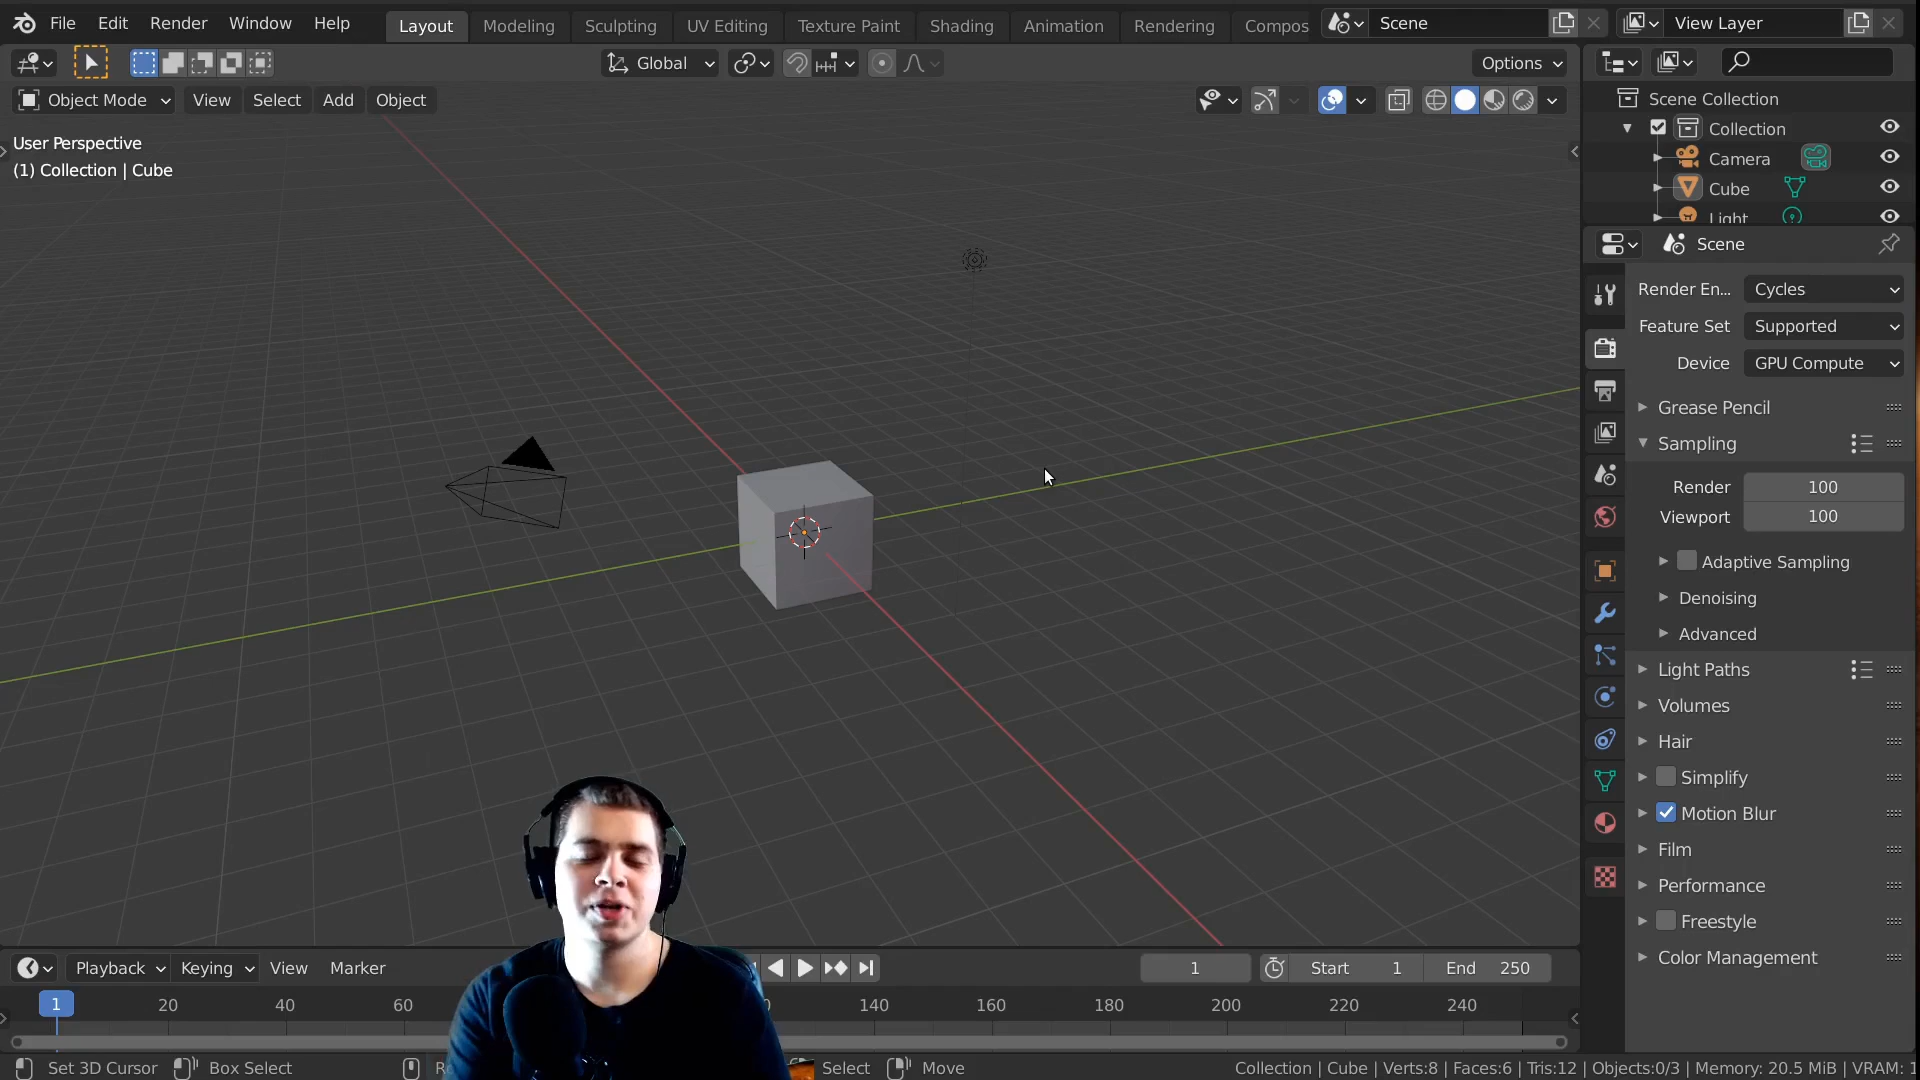 File Edit Render Window Help Layout Modeling Sculpting UV Editing Texture Paint Shading Animation Rendering Compos Scene View Layer
Global Options
Object Mode View Select Add Object
User Perspective
(1) Collection | Cube
Scene Collection
Collection
Camera
Cube
Light
Scene
Render En... Cycles
Feature Set Supported
Device GPU Compute
Grease Pencil
Sampling
Render 100
Viewport 100
Adaptive Sampling
Denoising
Advanced
Light Paths
Volumes
Hair
Simplify
Motion Blur
Film
Performance
Freestyle
Color Management
Playback Keying View Marker 1 Start 1 End 250
1 20 40 60 140 160 180 200 220 240
Set 3D Cursor Box Select Select Move Collection | Cube | Verts:8 | Faces:6 | Tris:12 | Objects:0/3 | Memory: 20.5 MiB | VRAM: 1